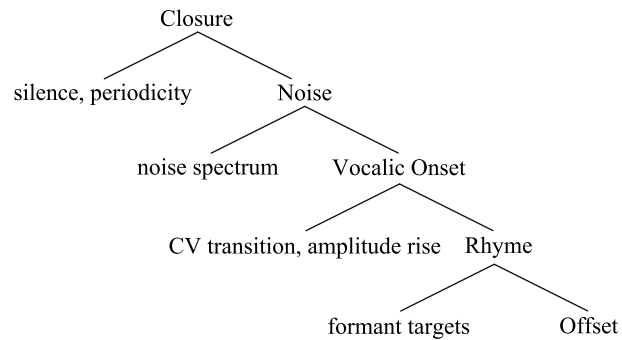 Closure
silence, periodicity
Noise
noise spectrum
Vocalic Onset
CV transition, amplitude rise
Rhyme
formant targets
Offset